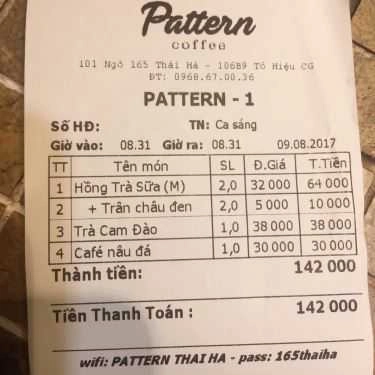 Pattern
coffee
101 Ngõ 165 Thái Hà - 106B9 Tô Hiệu CG
ĐT: 0968.67.00.36
PATTERN - 1
Số HĐ: TN: Ca sáng
Giờ vào: 08.31 Giờ ra: 08.31 09.08.2017
TT Tên món SL Đ.Giá T.Tiền
1 Hồng Trà Sữa (M) 2,0 32 000 64 000
2 + Trân châu đen 2,0 5 000 10 000
3 Trà Cam Đào 1,0 38 000 38 000
4 Café nâu đá 1,0 30 000 30 000
Thành tiền: 142 000
Tiền Thanh Toán : 142 000
wifi: PATTERN THAI HA - pass: 165thaiha